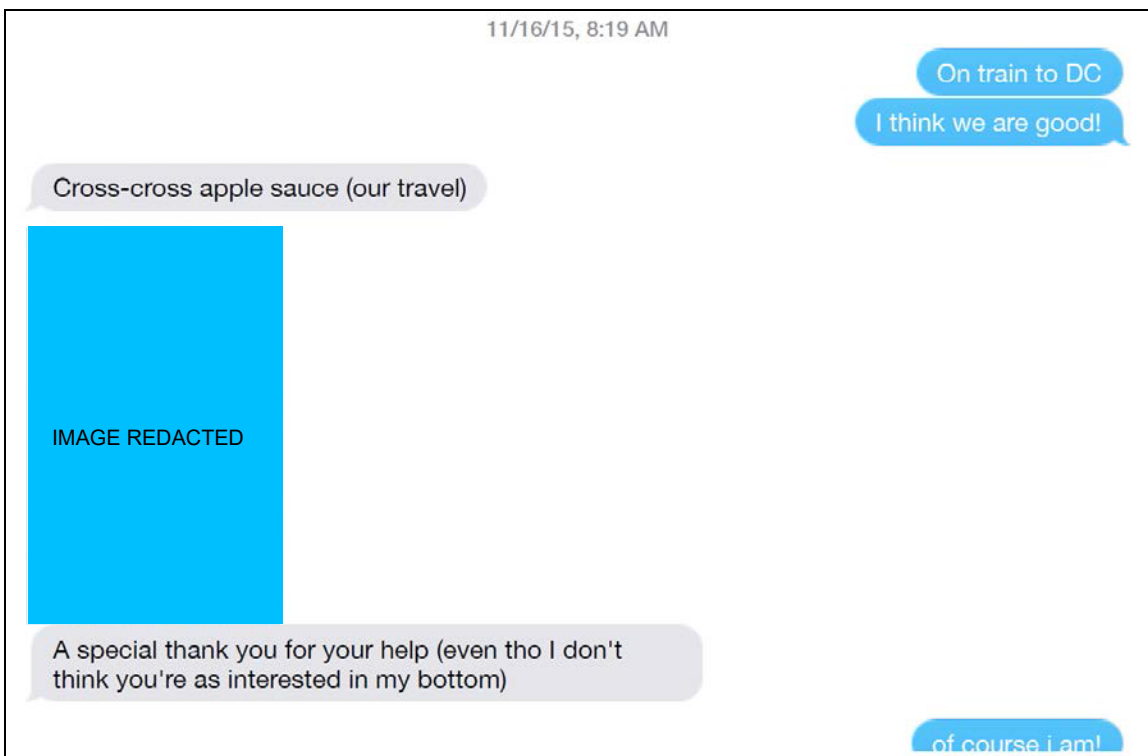 11/16/15, 8:19 AM
On train to DC
I think we are good!
Cross-cross apple sauce (our travel)
IMAGE REDACTED
A special thank you for your help (even tho I don't
think you're as interested in my bottom)
of course i am!